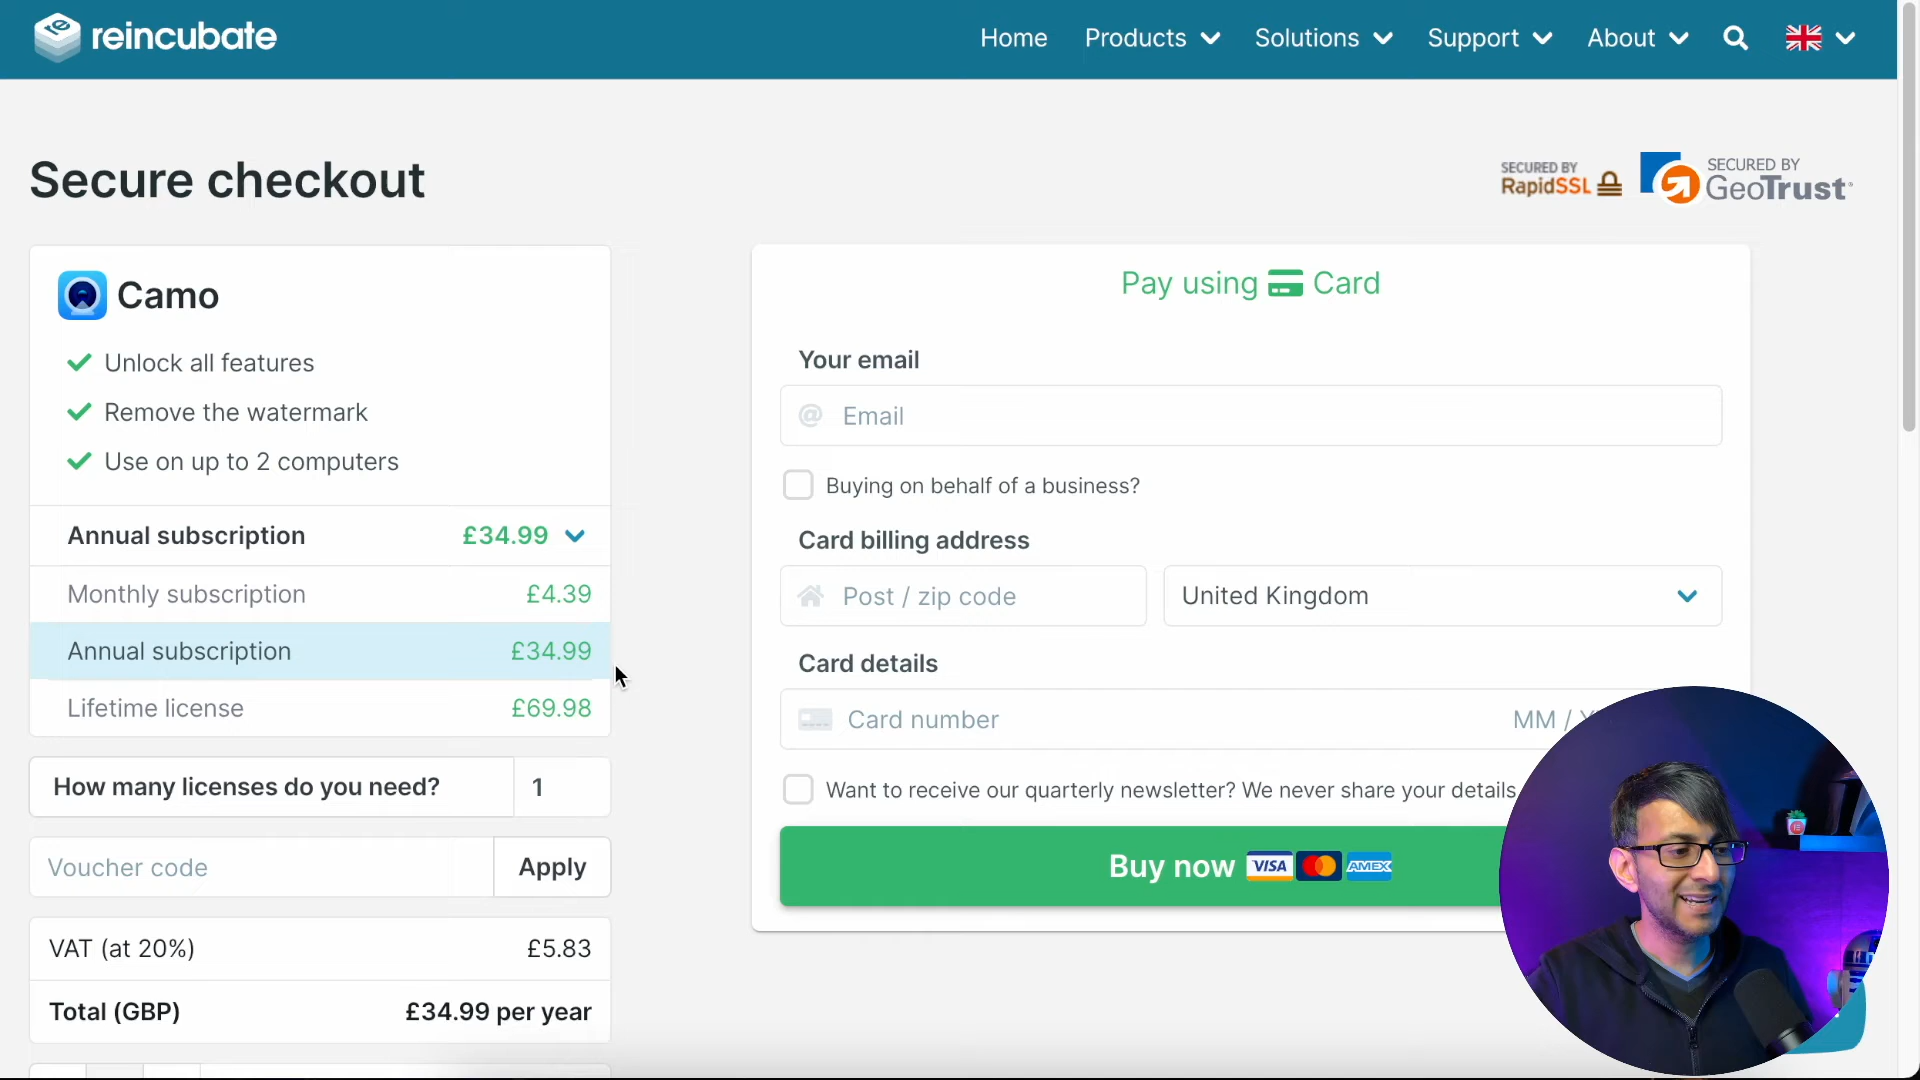 reincubate
Home Products Solutions Support About
Secure checkout
SECURED BY
RapidSSL
SECURED BY
GeoTrust
Camo
Unlock all features
Remove the watermark
Use on up to 2 computers
Annual subscription £34.99
Monthly subscription £4.39
Annual subscription £34.99
Lifetime license £69.98
How many licenses do you need? 1
Voucher code Apply
VAT (at 20%) £5.83
Total (GBP) £34.99 per year
Pay using Card
Your email
@ Email
Buying on behalf of a business?
Card billing address
Post / zip code United Kingdom
Card details
Card number MM /
Want to receive our quarterly newsletter? We never share your details
Buy now VISA AMEX